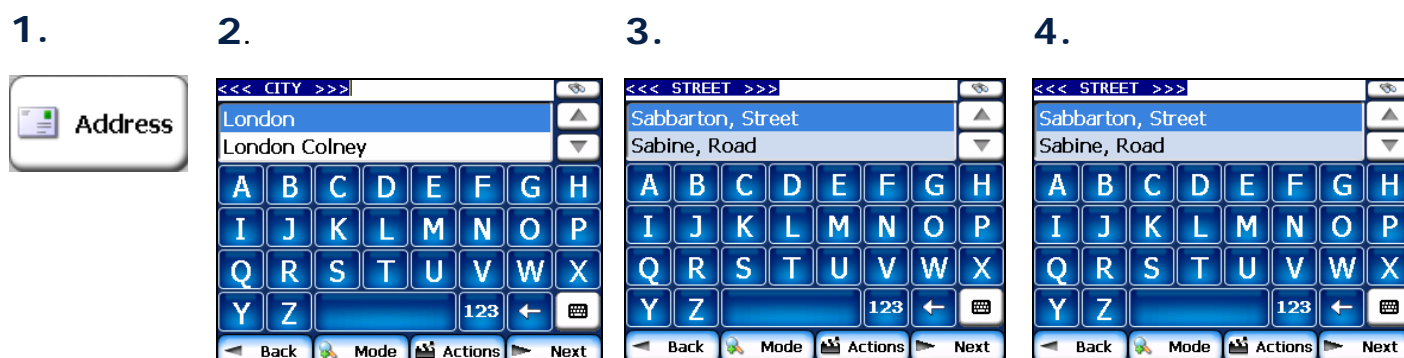 1.
2.
3.
4.
Address
<<< CITY >>>
London
London Colney
A B C D E F G H
I J K L M N O P
Q R S T U V W X
Y Z 123 ←
Back Mode Actions Next
<<< STREET >>>
Sabbarton, Street
Sabine, Road
A B C D E F G H
I J K L M N O P
Q R S T U V W X
Y Z 123 ←
Back Mode Actions Next
<<< STREET >>>
Sabbarton, Street
Sabine, Road
A B C D E F G H
I J K L M N O P
Q R S T U V W X
Y Z 123 ←
Back Mode Actions Next